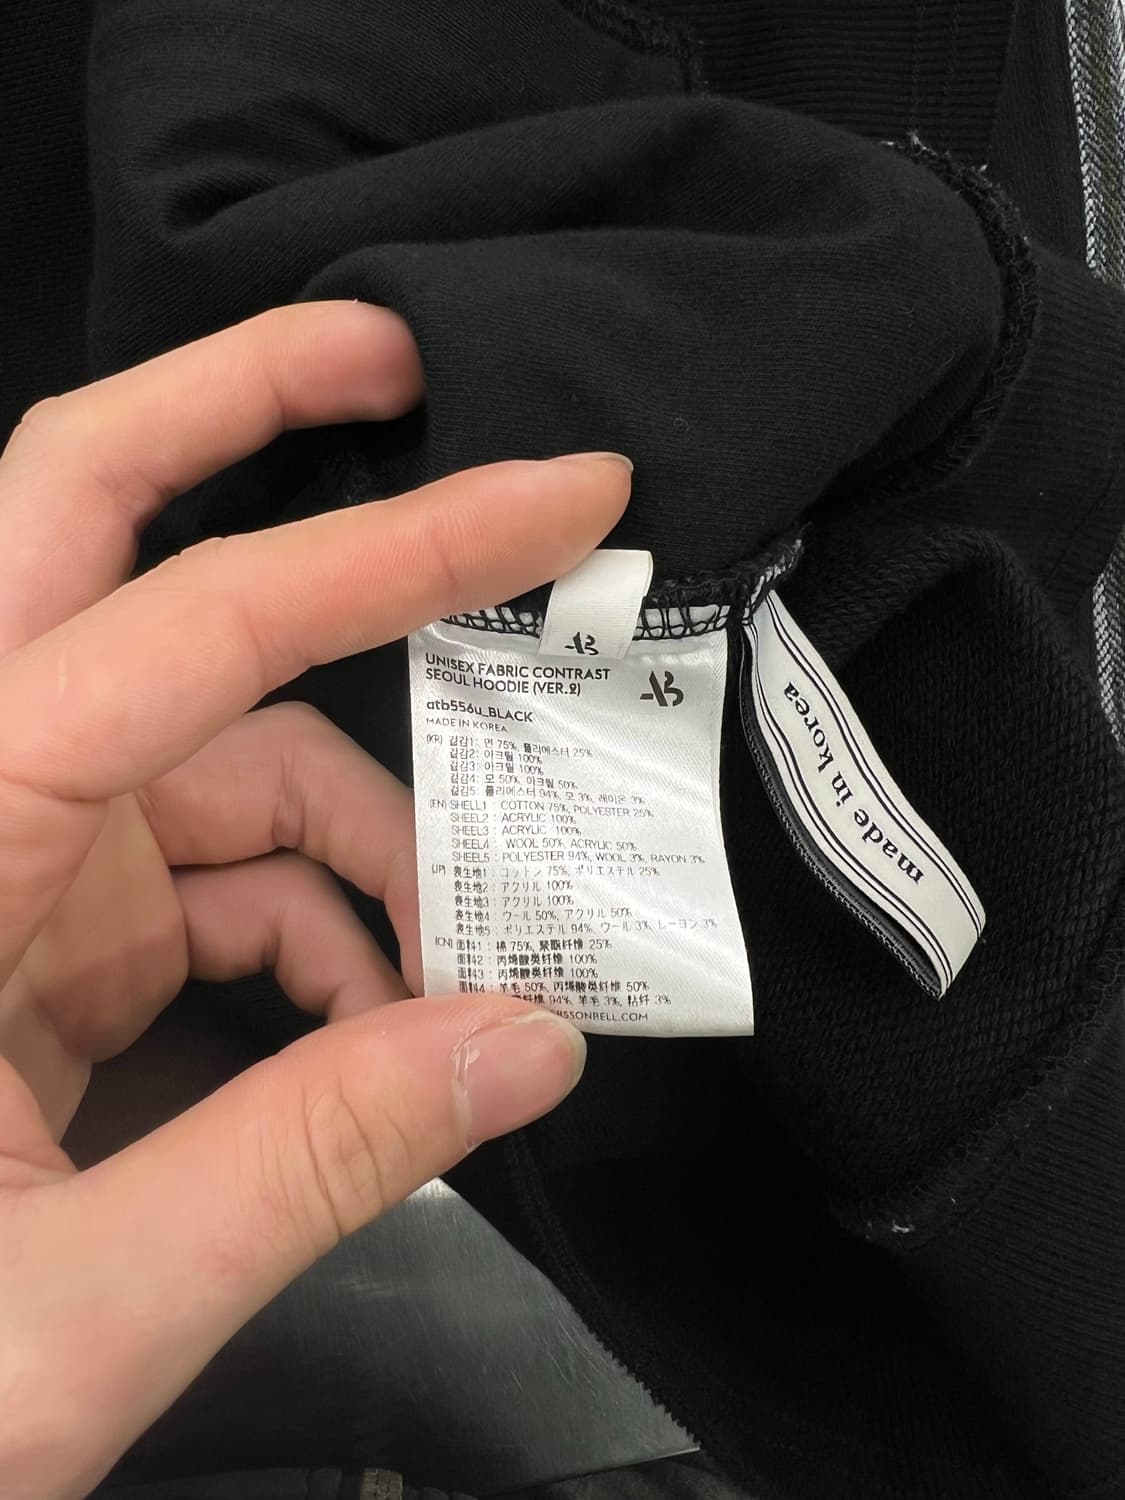 AB
UNISEX FABRIC CONTRAST
SEOUL HOODIE (VER.2)
AB
atb556u_BLACK
MADE IN KOREA
(KR) 겉감1: 면 75%, 폴리에스터 25%
겉감2: 아크릴 100%
겉감3: 아크릴 100%
겉감4: 모 50%, 아크릴 50%
겉감5: 폴리에스터 94%, 모 3%, 레이온 3%
(EN) SHELL1 : COTTON 75%, POLYESTER 25%
SHEEL2 : ACRYLIC 100%
SHEEL3 : ACRYLIC 100%
SHEEL4 : WOOL 50%, ACRYLIC 50%
SHEEL5 : POLYESTER 94%, WOOL 3%, RAYON 3%
(JP) 表生地1 : コットン 75%, ポリエステル 25%
表生地2 : アクリル 100%
表生地3 : アクリル 100%
表生地4 : ウール 50%, アクリル 50%
表生地5 : ポリエステル 94%, ウール 3%, レーヨン 3%
(CN) 面料1 : 棉 75%, 聚酯纤维 25%
面料2 : 丙烯酸类纤维 100%
面料3 : 丙烯酸类纤维 100%
面料4 : 羊毛 50%, 丙烯酸类纤维 50%
纤维 94%, 羊毛 3%, 粘纤 3%
SSONBELL.COM
made in korea